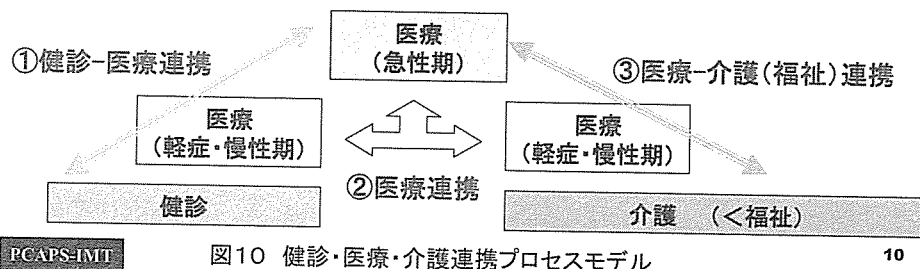 医療
(急性期)
①健診-医療連携
③医療-介護(福祉)連携
医療
(軽症・慢性期)
医療
(軽症・慢性期)
②医療連携
健診
介護 (<福祉)
PCAPS-IMT
図10 健診・医療・介護連携プロセスモデル
10